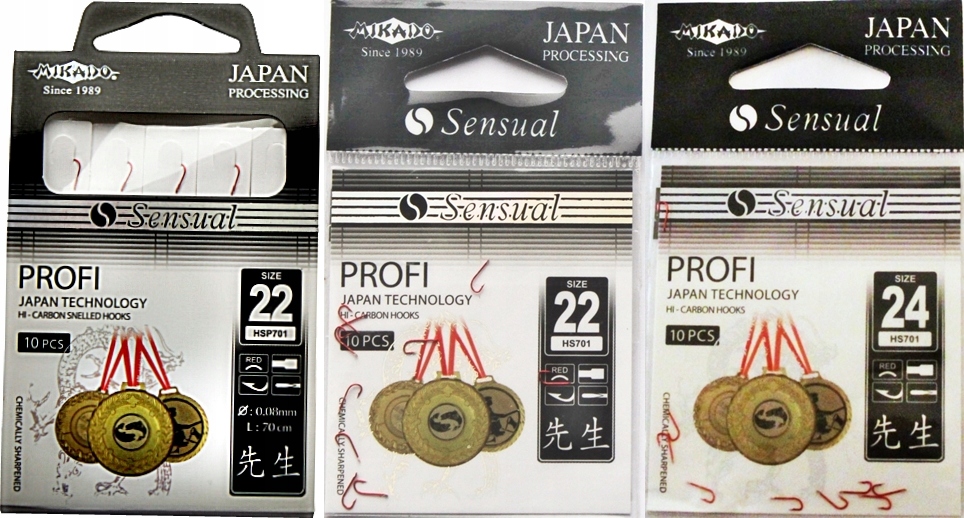 MIKADO®
Since 1989
JAPAN
PROCESSING
Sensual
PROFI
JAPAN TECHNOLOGY
HI - CARBON SNELLED HOOKS
10 PCS
SIZE
22
HSP701
RED
Ø : 0,08mm
L : 70 cm
先生
CHEMICALLY SHARPENED
MIKADO®
Since 1989
JAPAN
PROCESSING
Sensual
Sensual
PROFI
JAPAN TECHNOLOGY
HI - CARBON HOOKS
10 PCS
SIZE
22
HS701
RED
先生
CHEMICALLY SHARPENED
MIKADO®
Since 1989
JAPAN
PROCESSING
Sensual
Sensual
PROFI
JAPAN TECHNOLOGY
HI - CARBON HOOKS
10 PCS
SIZE
24
HS701
RED
先生
CHEMICALLY SHARPENED